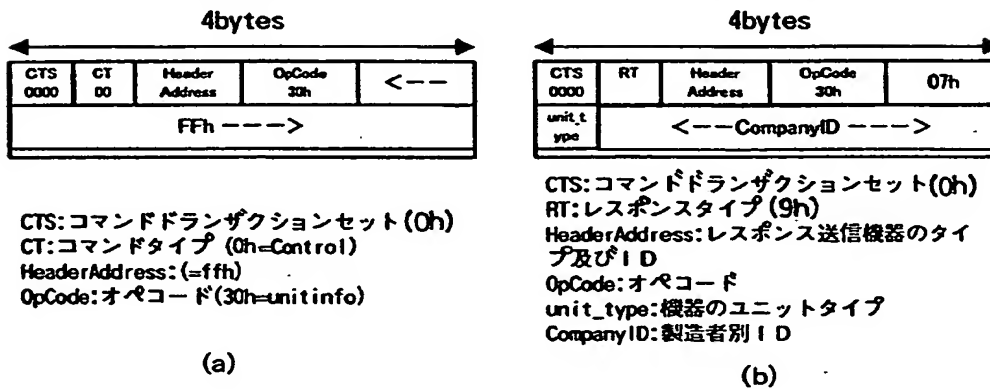 4bytes
CTS 0000 CT 00 Header Address OpCode 30h <--
FFh ---->
CTS:コマンドドランザクションセット(0h)
CT:コマンドタイプ (0h=Control)
HeaderAddress:(=ffh)
OpCode:オペコード(30h=unitinfo)
(a)
4bytes
CTS 0000 RT Header Address OpCode 30h 07h
unit_t ype <--CompanyID ---->
CTS:コマンドドランザクションセット(0h)
RT:レスポンスタイプ(9h)
HeaderAddress:レスポンス送信機器のタイ
プ及びID
OpCode:オペコード
unit_type:機器のユニットタイプ
CompanyID:製造者別ID
(b)